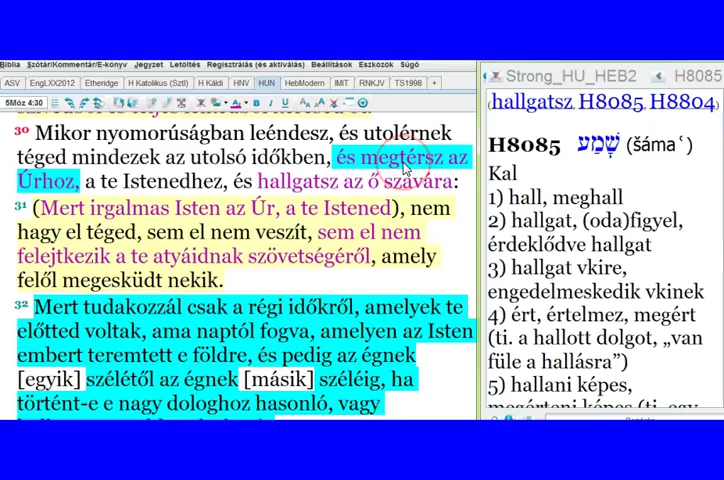 Biblia Szótár/Kommentár/E-könyv Jegyzet Letöltés Regisztrálás (és aktiválás) Beállítások Eszközök Súgó
ASV EngLXX2012 Etheridge H Katolikus (Sztl) H Káldi HNV HUN HebModern IMIT RNKJV TS1998 +
5Móz 4:30
30 Mikor nyomorúságban leéndesz, és utolérnek
téged mindezek az utolsó időkben, és megtérsz az
Úrhoz, a te Istenedhez, és hallgatsz az ő szavára:
31 (Mert irgalmas Isten az Úr, a te Istened), nem
hagy el téged, sem el nem veszít, sem el nem
felejtkezik a te atyáidnak szövetségéről, amely
felől megesküdt nekik.
32 Mert tudakozzál csak a régi időkről, amelyek te
előtted voltak, ama naptól fogva, amelyen az Isten
embert teremtett e földre, és pedig az égnek
[egyik] szélétől az égnek [másik] széléig, ha
történt-e e nagy dologhoz hasonló, vagy
Strong_HU_HEB2 H8085
(hallgatsz, H8085, H8804)
H8085 שָׁמַע (šámaʿ)
Kal
1) hall, meghall
2) hallgat, (oda)figyel,
érdeklődve hallgat
3) hallgat vkire,
engedelmeskedik vkinek
4) ért, értelmez, megért
(ti. a hallott dolgot, „van
füle a hallásra”)
5) hallani képes,
megérteni képes (ti. egy